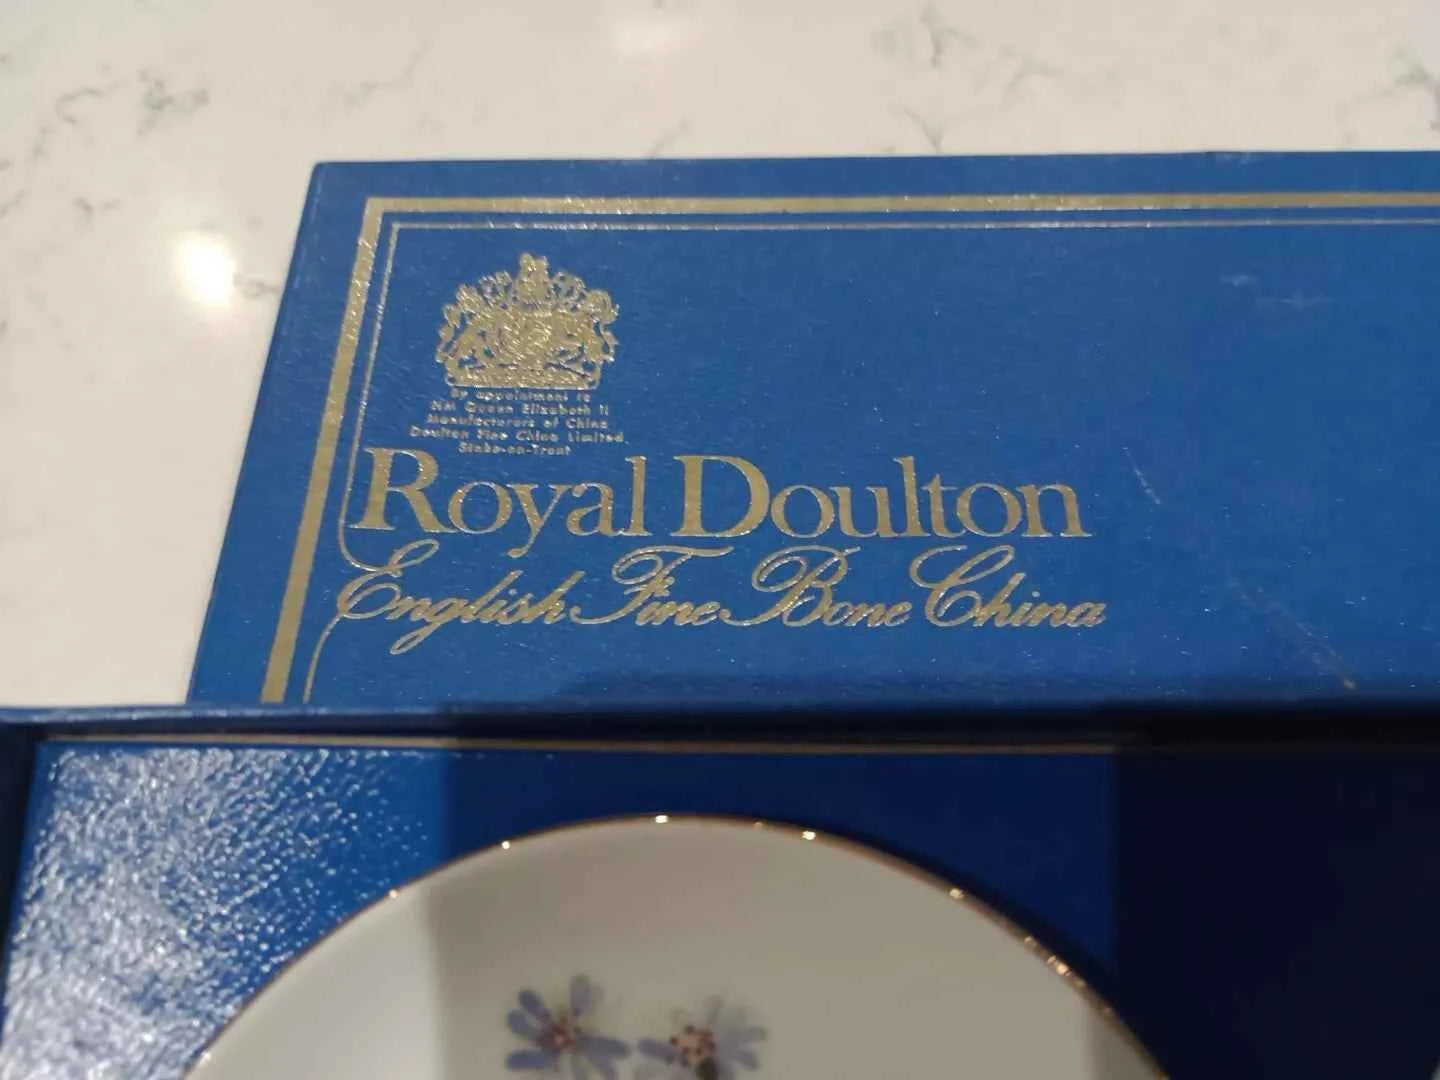 By appointment to
HM Queen Elizabeth II
Manufacturers of China
Doulton Fine China Limited
Stoke-on-Trent
Royal Doulton
English Fine Bone China